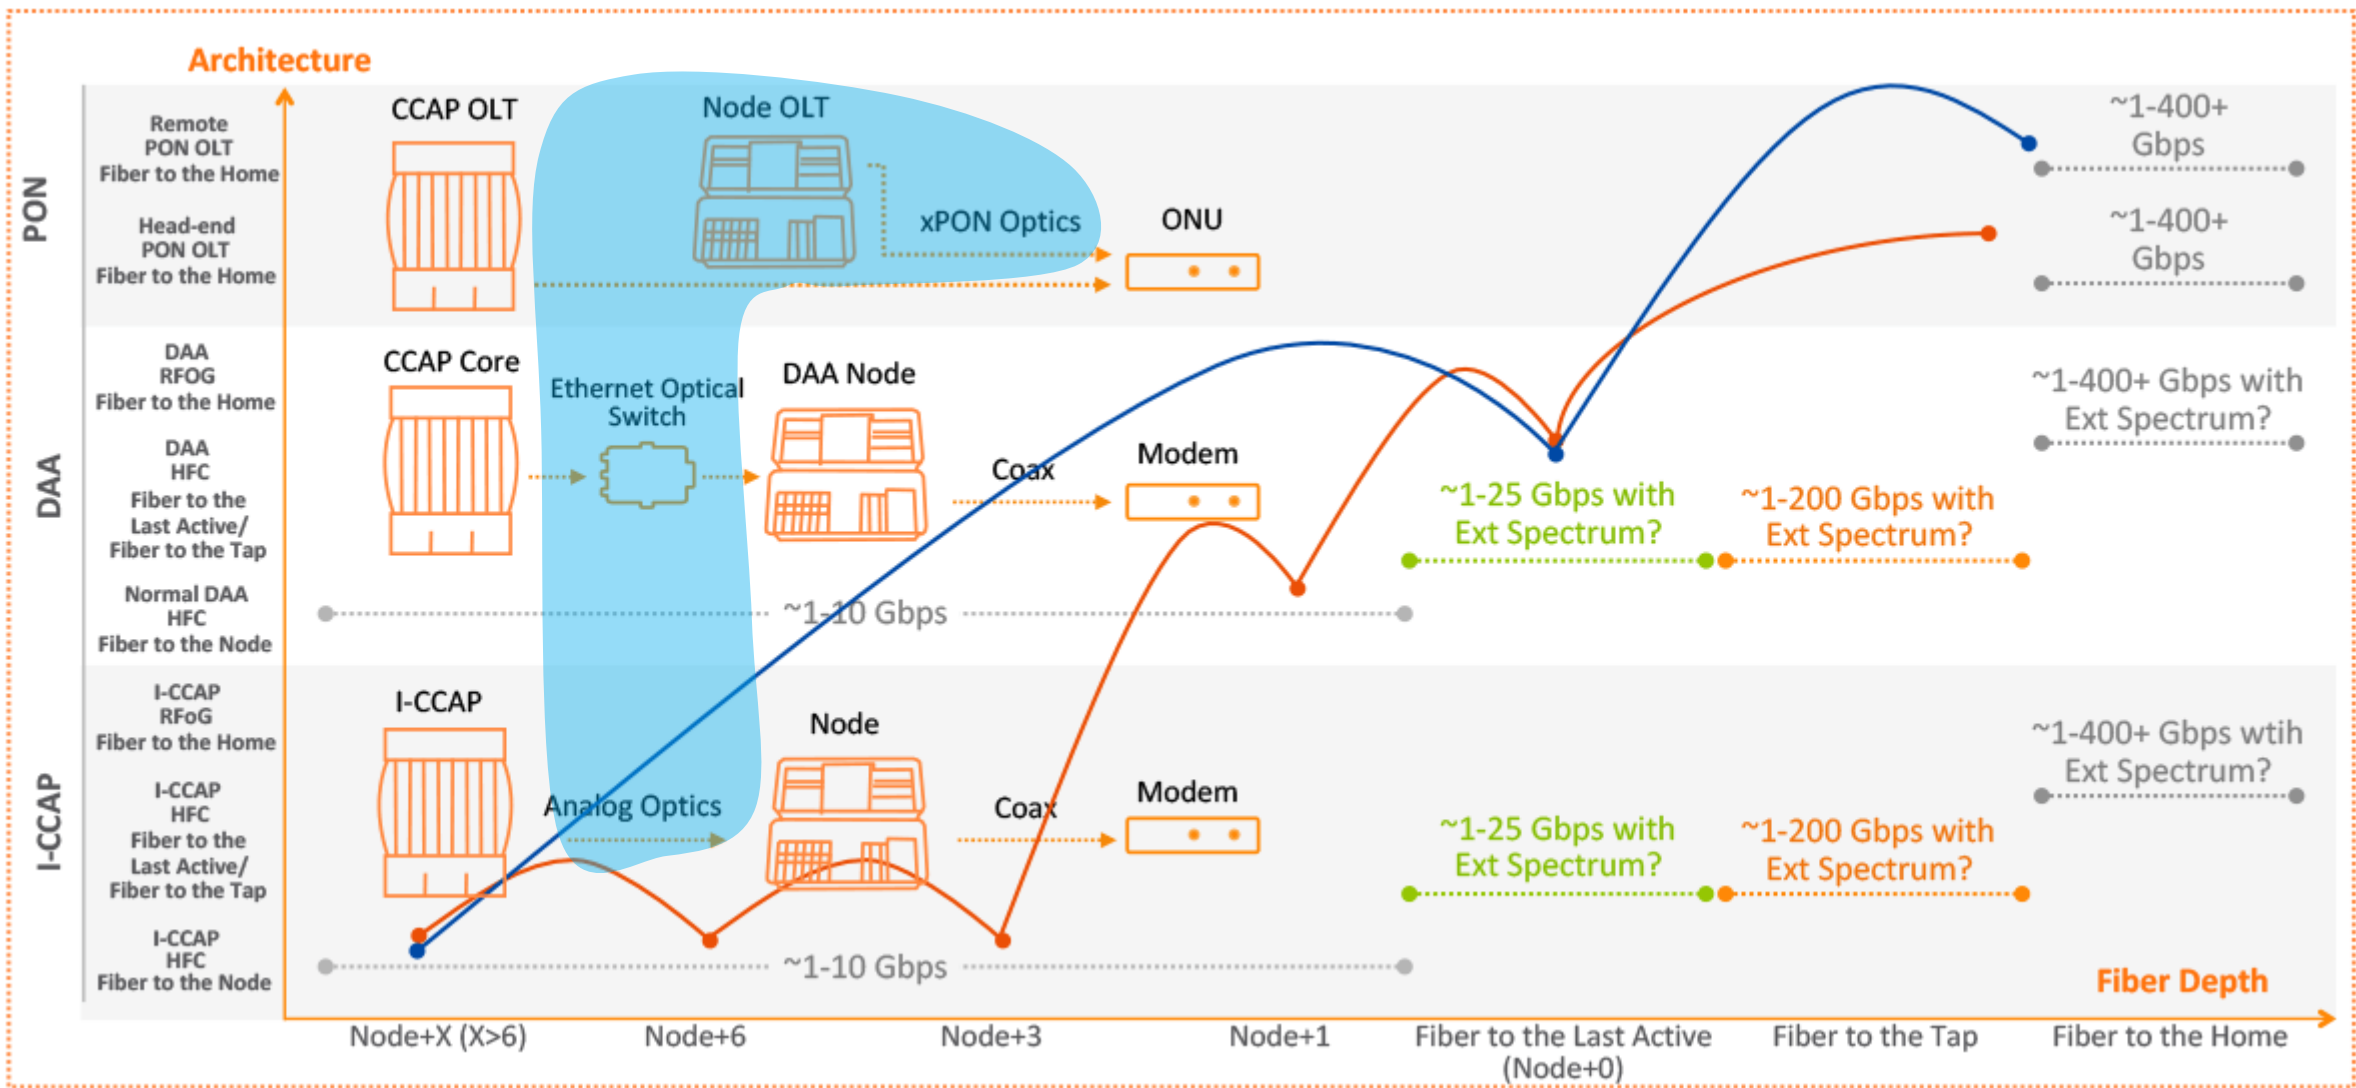 Architecture
PON
Remote
PON OLT
Fiber to the Home
Head-end
PON OLT
Fiber to the Home
CCAP OLT
Node OLT
xPON Optics
ONU
~1-400+
Gbps
~1-400+
Gbps
DAA
DAA
RFOG
Fiber to the Home
DAA
HFC
Fiber to the
Last Active/
Fiber to the Tap
Normal DAA
HFC
Fiber to the Node
CCAP Core
Ethernet Optical
Switch
DAA Node
Coax
Modem
~1-10 Gbps
~1-25 Gbps with
Ext Spectrum?
~1-200 Gbps with
Ext Spectrum?
~1-400+ Gbps with
Ext Spectrum?
I-CCAP
I-CCAP
RFoG
Fiber to the Home
I-CCAP
HFC
Fiber to the
Last Active/
Fiber to the Tap
I-CCAP
HFC
Fiber to the Node
I-CCAP
Analog Optics
Node
Coax
Modem
~1-10 Gbps
~1-25 Gbps with
Ext Spectrum?
~1-200 Gbps with
Ext Spectrum?
~1-400+ Gbps wtih
Ext Spectrum?
Fiber Depth
Node+X (X>6)
Node+6
Node+3
Node+1
Fiber to the Last Active
(Node+0)
Fiber to the Tap
Fiber to the Home